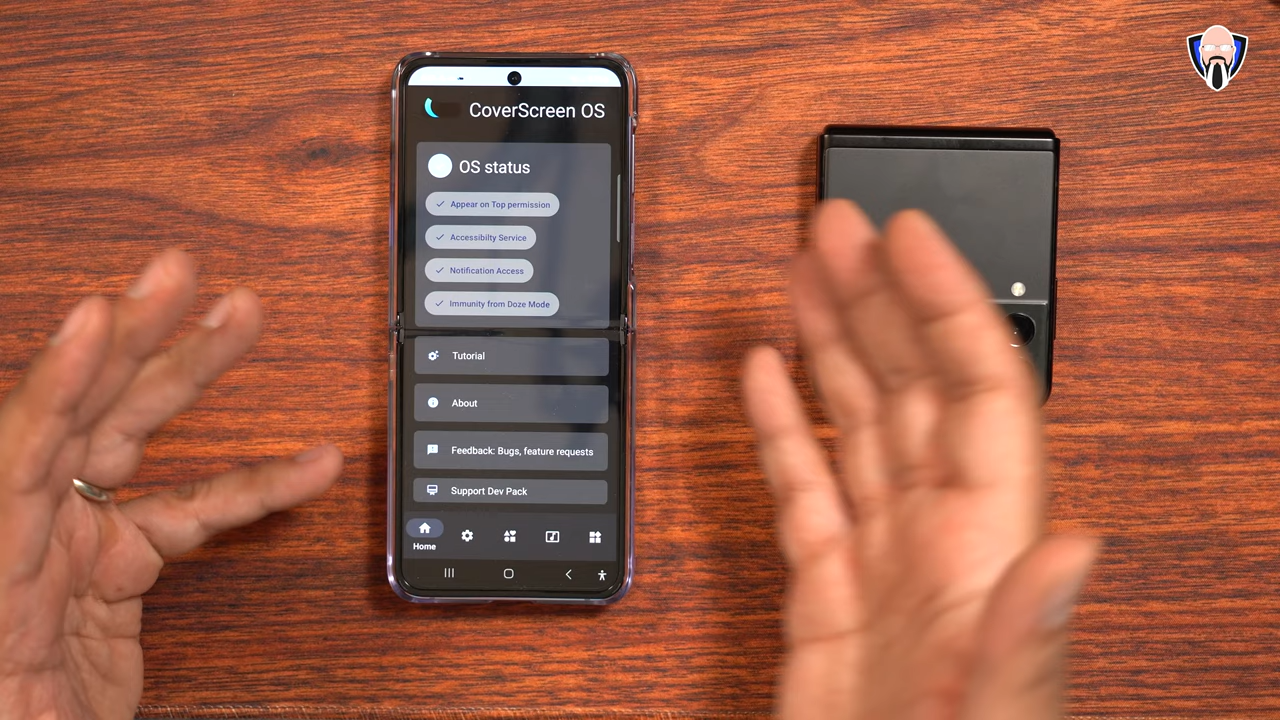 CoverScreen OS
OS status
Appear on Top permission
Accessibilty Service
Notification Access
Immunity from Doze Mode
Tutorial
About
Feedback: Bugs, feature requests
Support Dev Pack
Home